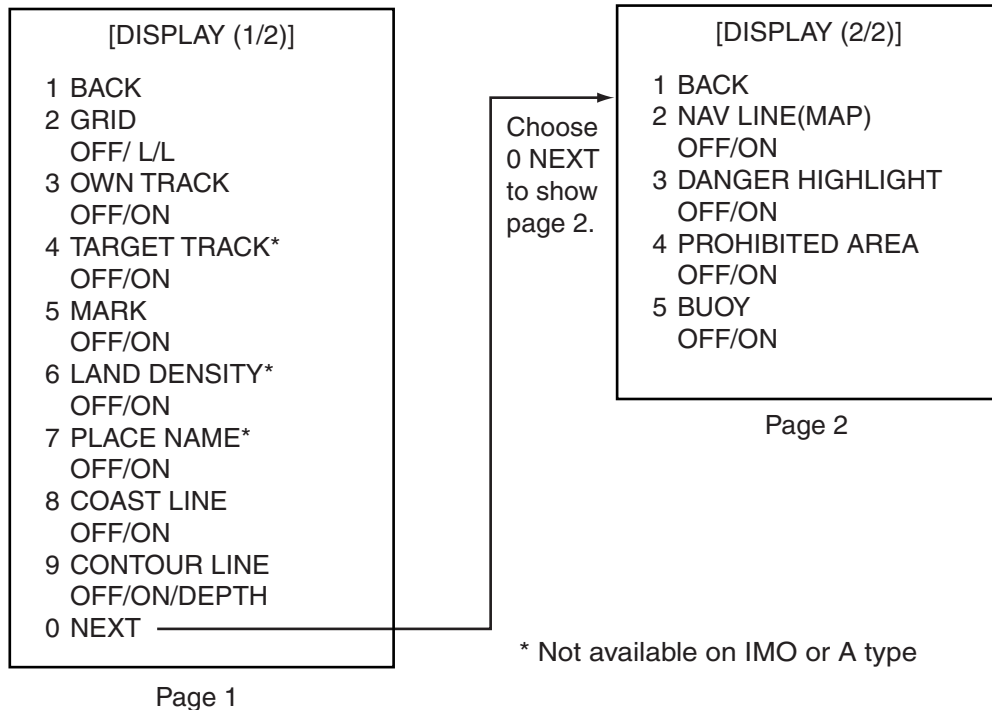 [DISPLAY (1/2)]
1 BACK
2 GRID
OFF/ L/L
3 OWN TRACK
OFF/ON
4 TARGET TRACK*
OFF/ON
5 MARK
OFF/ON
6 LAND DENSITY*
OFF/ON
7 PLACE NAME*
OFF/ON
8 COAST LINE
OFF/ON
9 CONTOUR LINE
OFF/ON/DEPTH
0 NEXT
Page 1
Choose
0 NEXT
to show
page 2.
[DISPLAY (2/2)]
1 BACK
2 NAV LINE(MAP)
OFF/ON
3 DANGER HIGHLIGHT
OFF/ON
4 PROHIBITED AREA
OFF/ON
5 BUOY
OFF/ON
Page 2
* Not available on IMO or A type